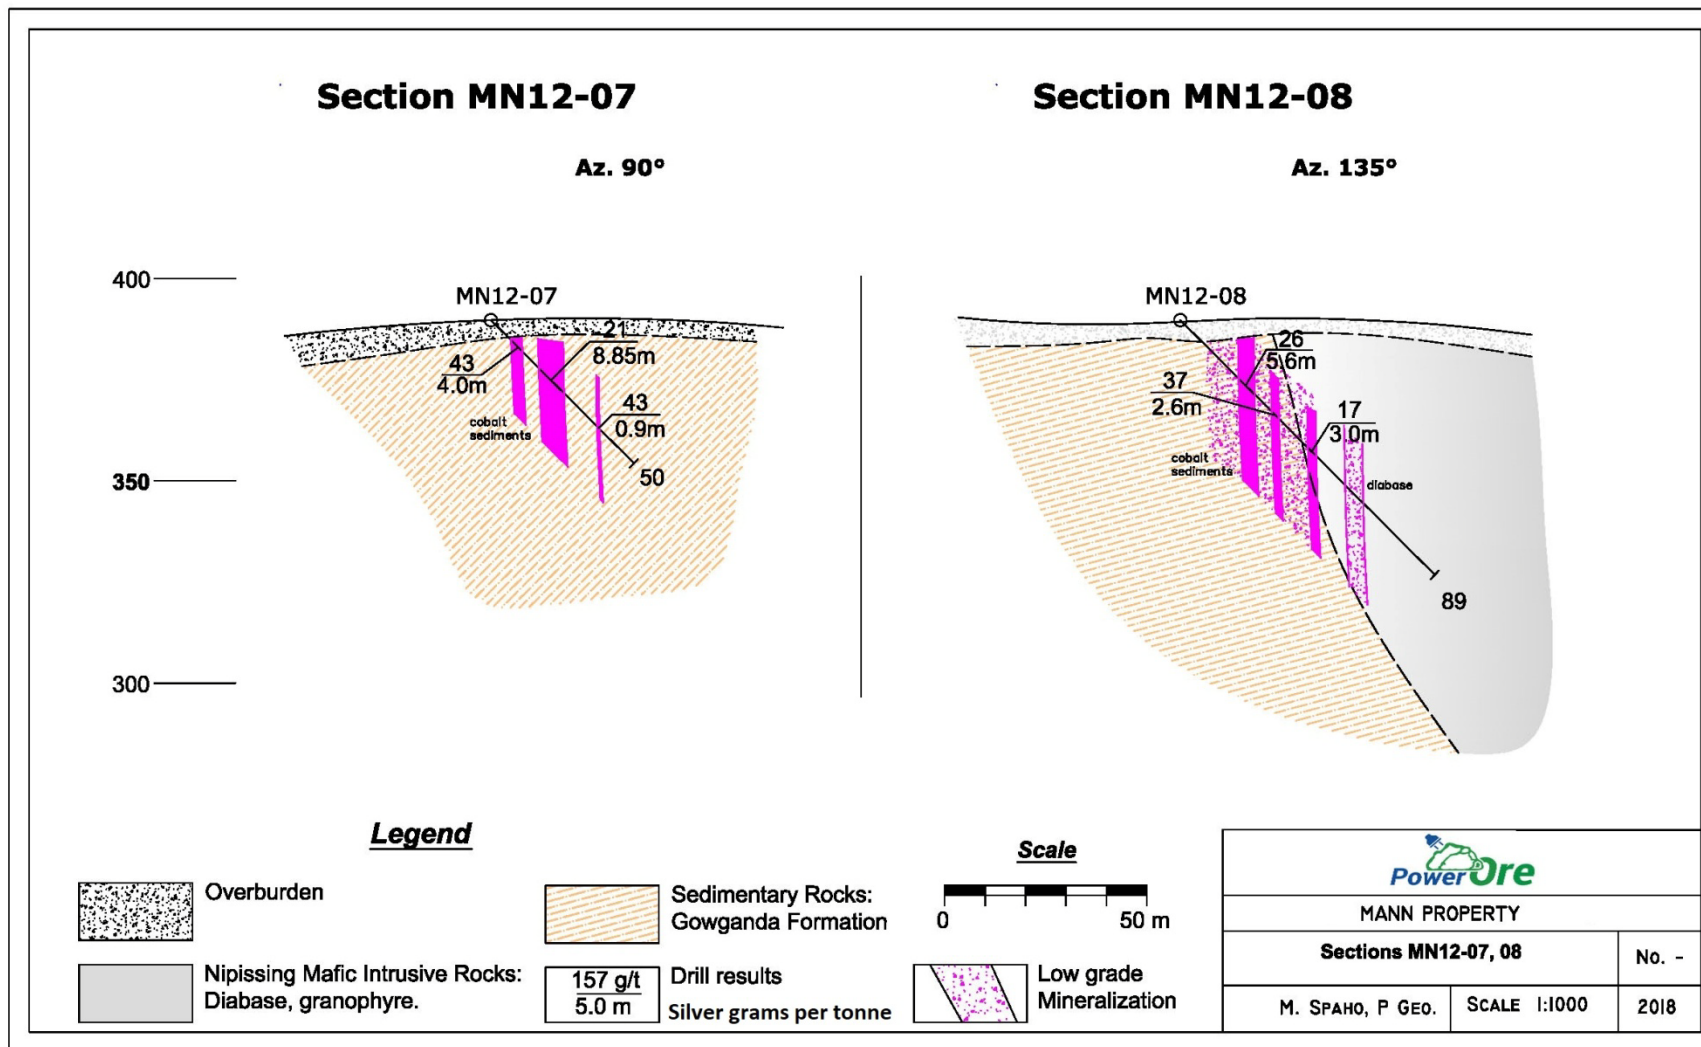 Section MN12-07
Az. 90°
Section MN12-08
Az. 135°
400
350
300
MN12-07
43
4.0m
21
8.85m
43
0.9m
cobalt
sediments
50
MN12-08
26
5.6m
37
2.6m
17
3.0m
cobalt
sediments
diabase
89
Legend
Overburden
Nipissing Mafic Intrusive Rocks:
Diabase, granophyre.
Sedimentary Rocks:
Gowganda Formation
157 g/t
5.0 m
Drill results
Silver grams per tonne
Scale
0
50 m
Low grade
Mineralization
Power Ore
MANN PROPERTY
Sections MN12-07, 08
No. -
M. SPAHO, P GEO.
SCALE 1:1000
2018